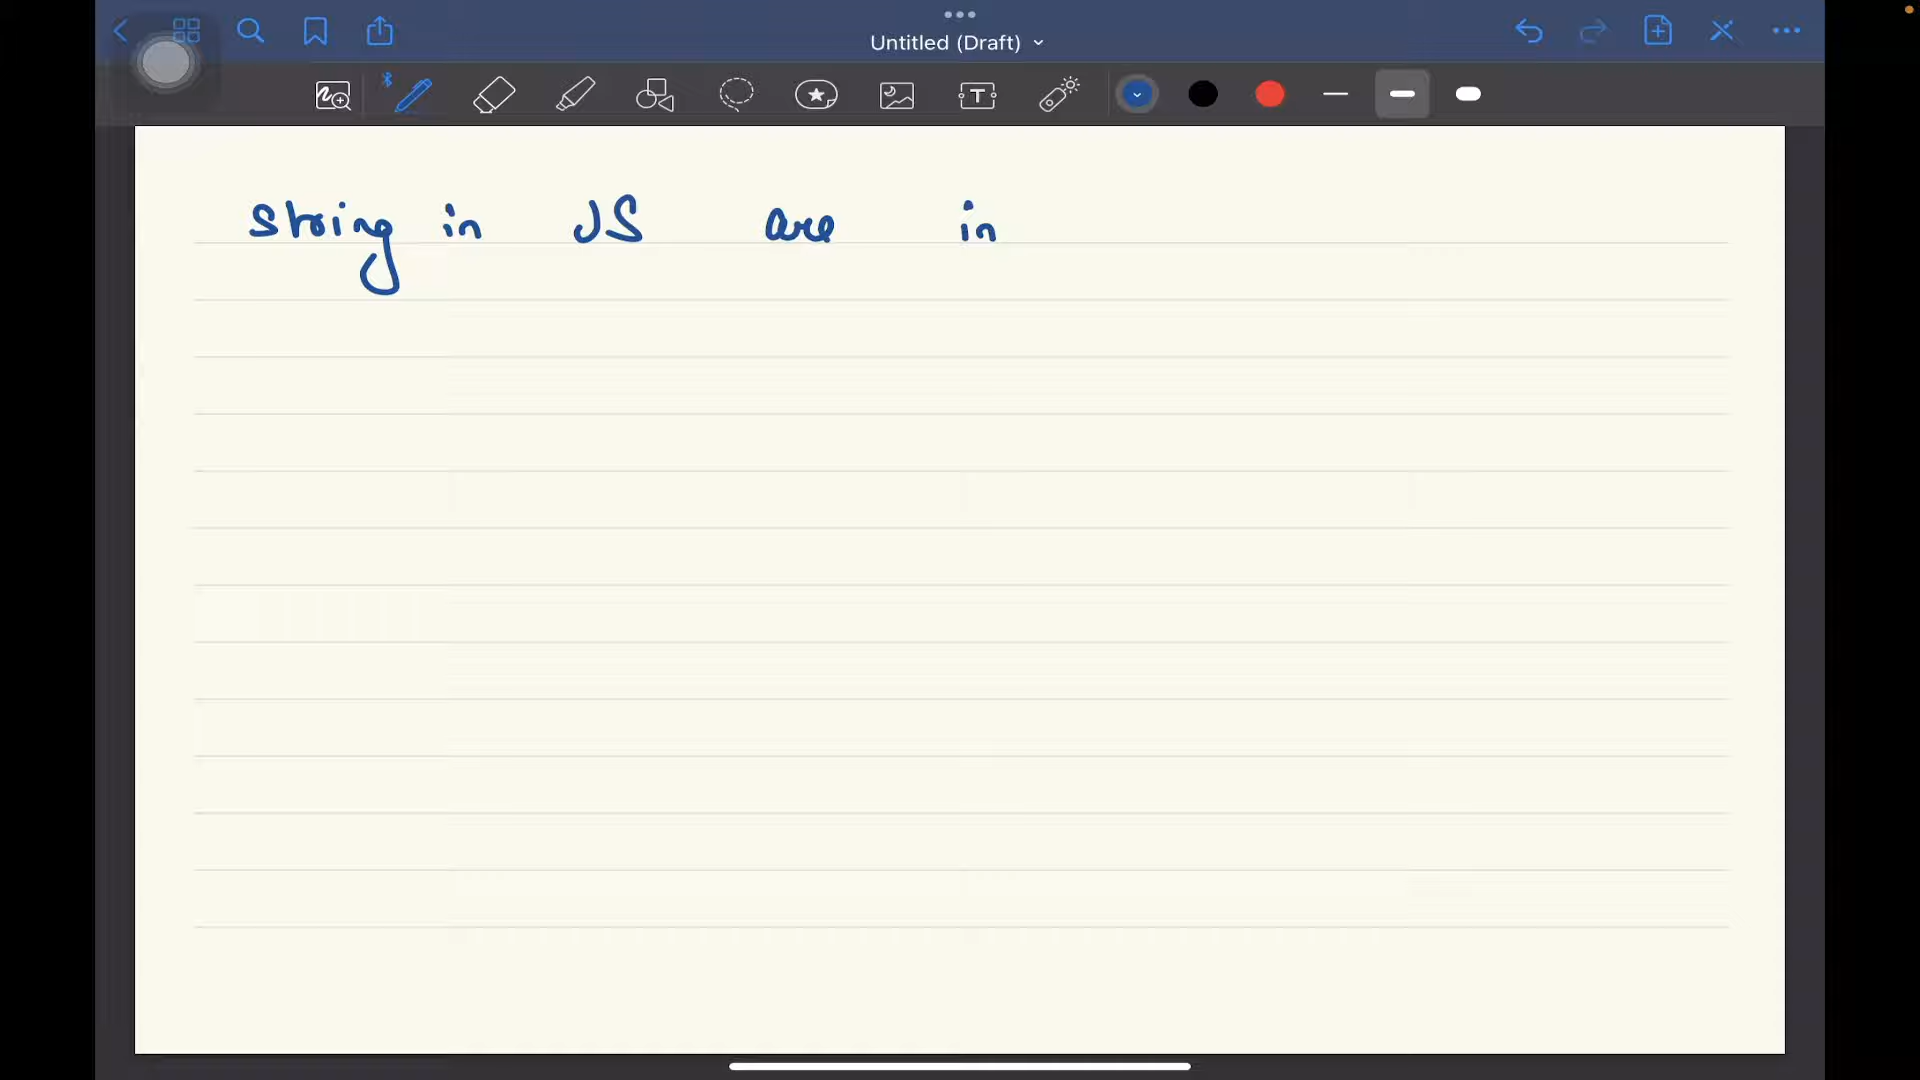 Untitled (Draft)
T
string in JS are in